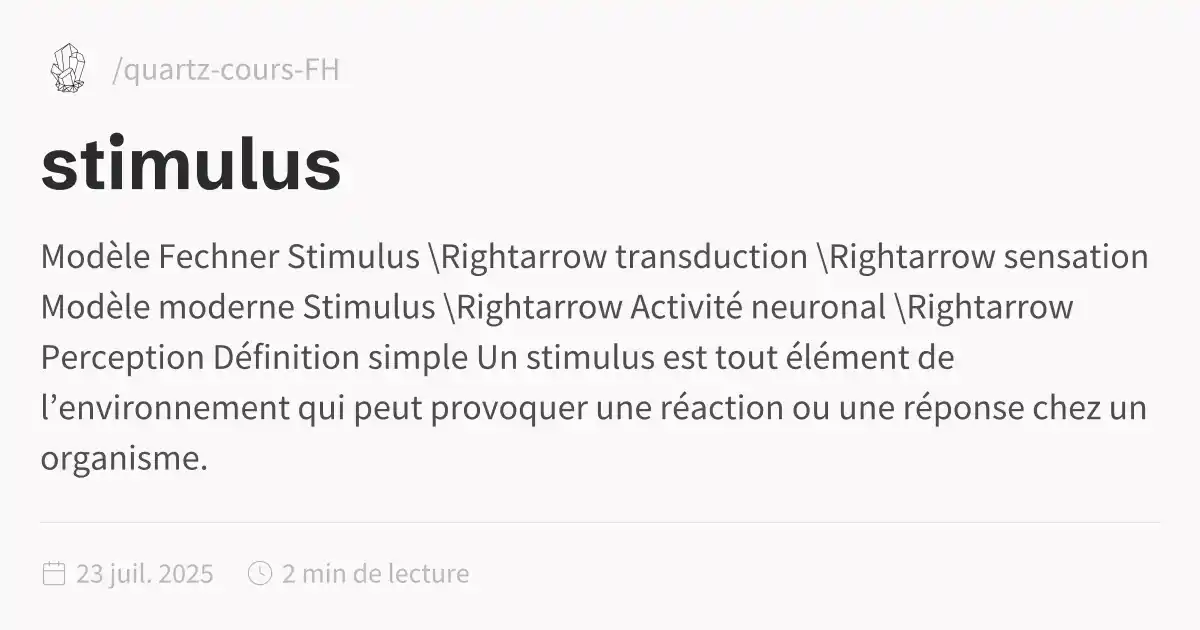 /quartz-cours-FH
stimulus
Modèle Fechner Stimulus \Rightarrow transduction \Rightarrow sensation
Modèle moderne Stimulus \Rightarrow Activité neuronal \Rightarrow
Perception Définition simple Un stimulus est tout élément de
l’environnement qui peut provoquer une réaction ou une réponse chez un
organisme.
23 juil. 2025 2 min de lecture